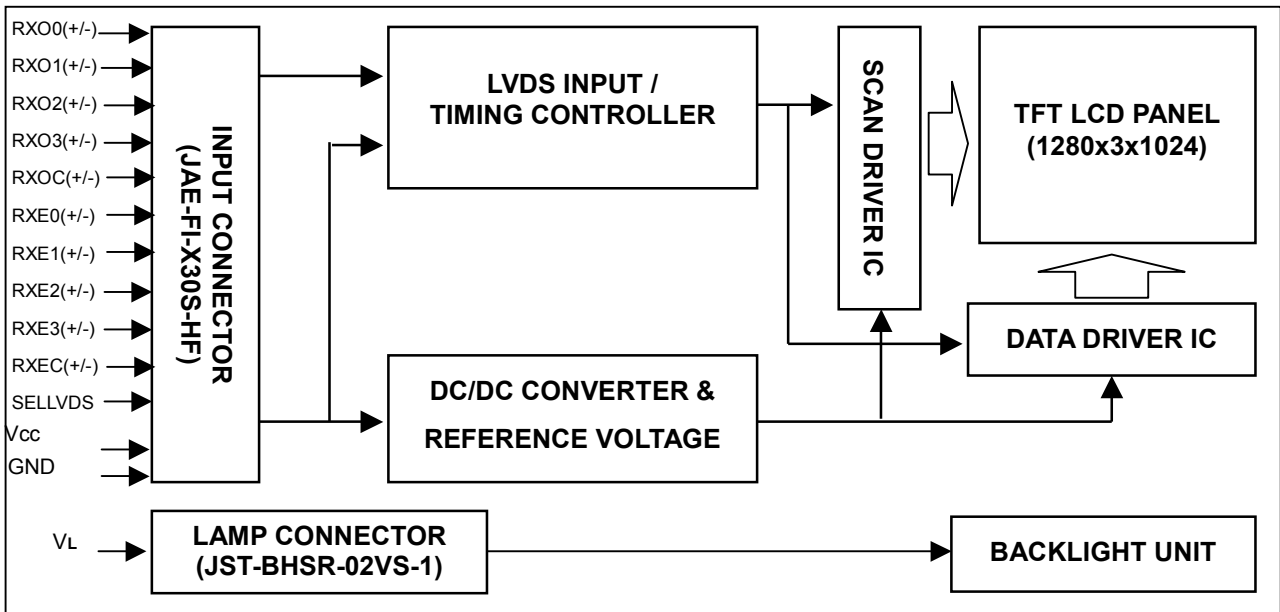 RXO0(+/-)
RXO1(+/-)
RXO2(+/-)
RXO3(+/-)
RXOC(+/-)
RXE0(+/-)
RXE1(+/-)
RXE2(+/-)
RXE3(+/-)
RXEC(+/-)
SELLVDS
Vcc
GND
INPUT CONNECTOR
(JAE-FI-X30S-HF)
LVDS INPUT /
TIMING CONTROLLER
SCAN DRIVER IC
TFT LCD PANEL
(1280x3x1024)
DATA DRIVER IC
DC/DC CONVERTER &
REFERENCE VOLTAGE
VL
LAMP CONNECTOR
(JST-BHSR-02VS-1)
BACKLIGHT UNIT